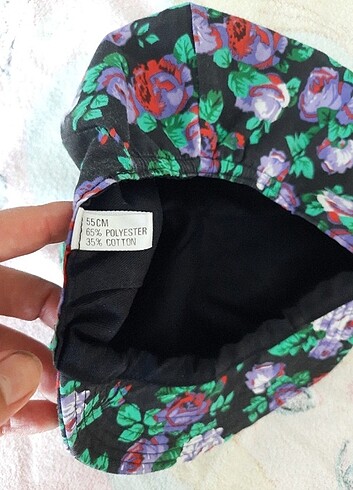 55CM
65% POLYESTER
35% COTTON